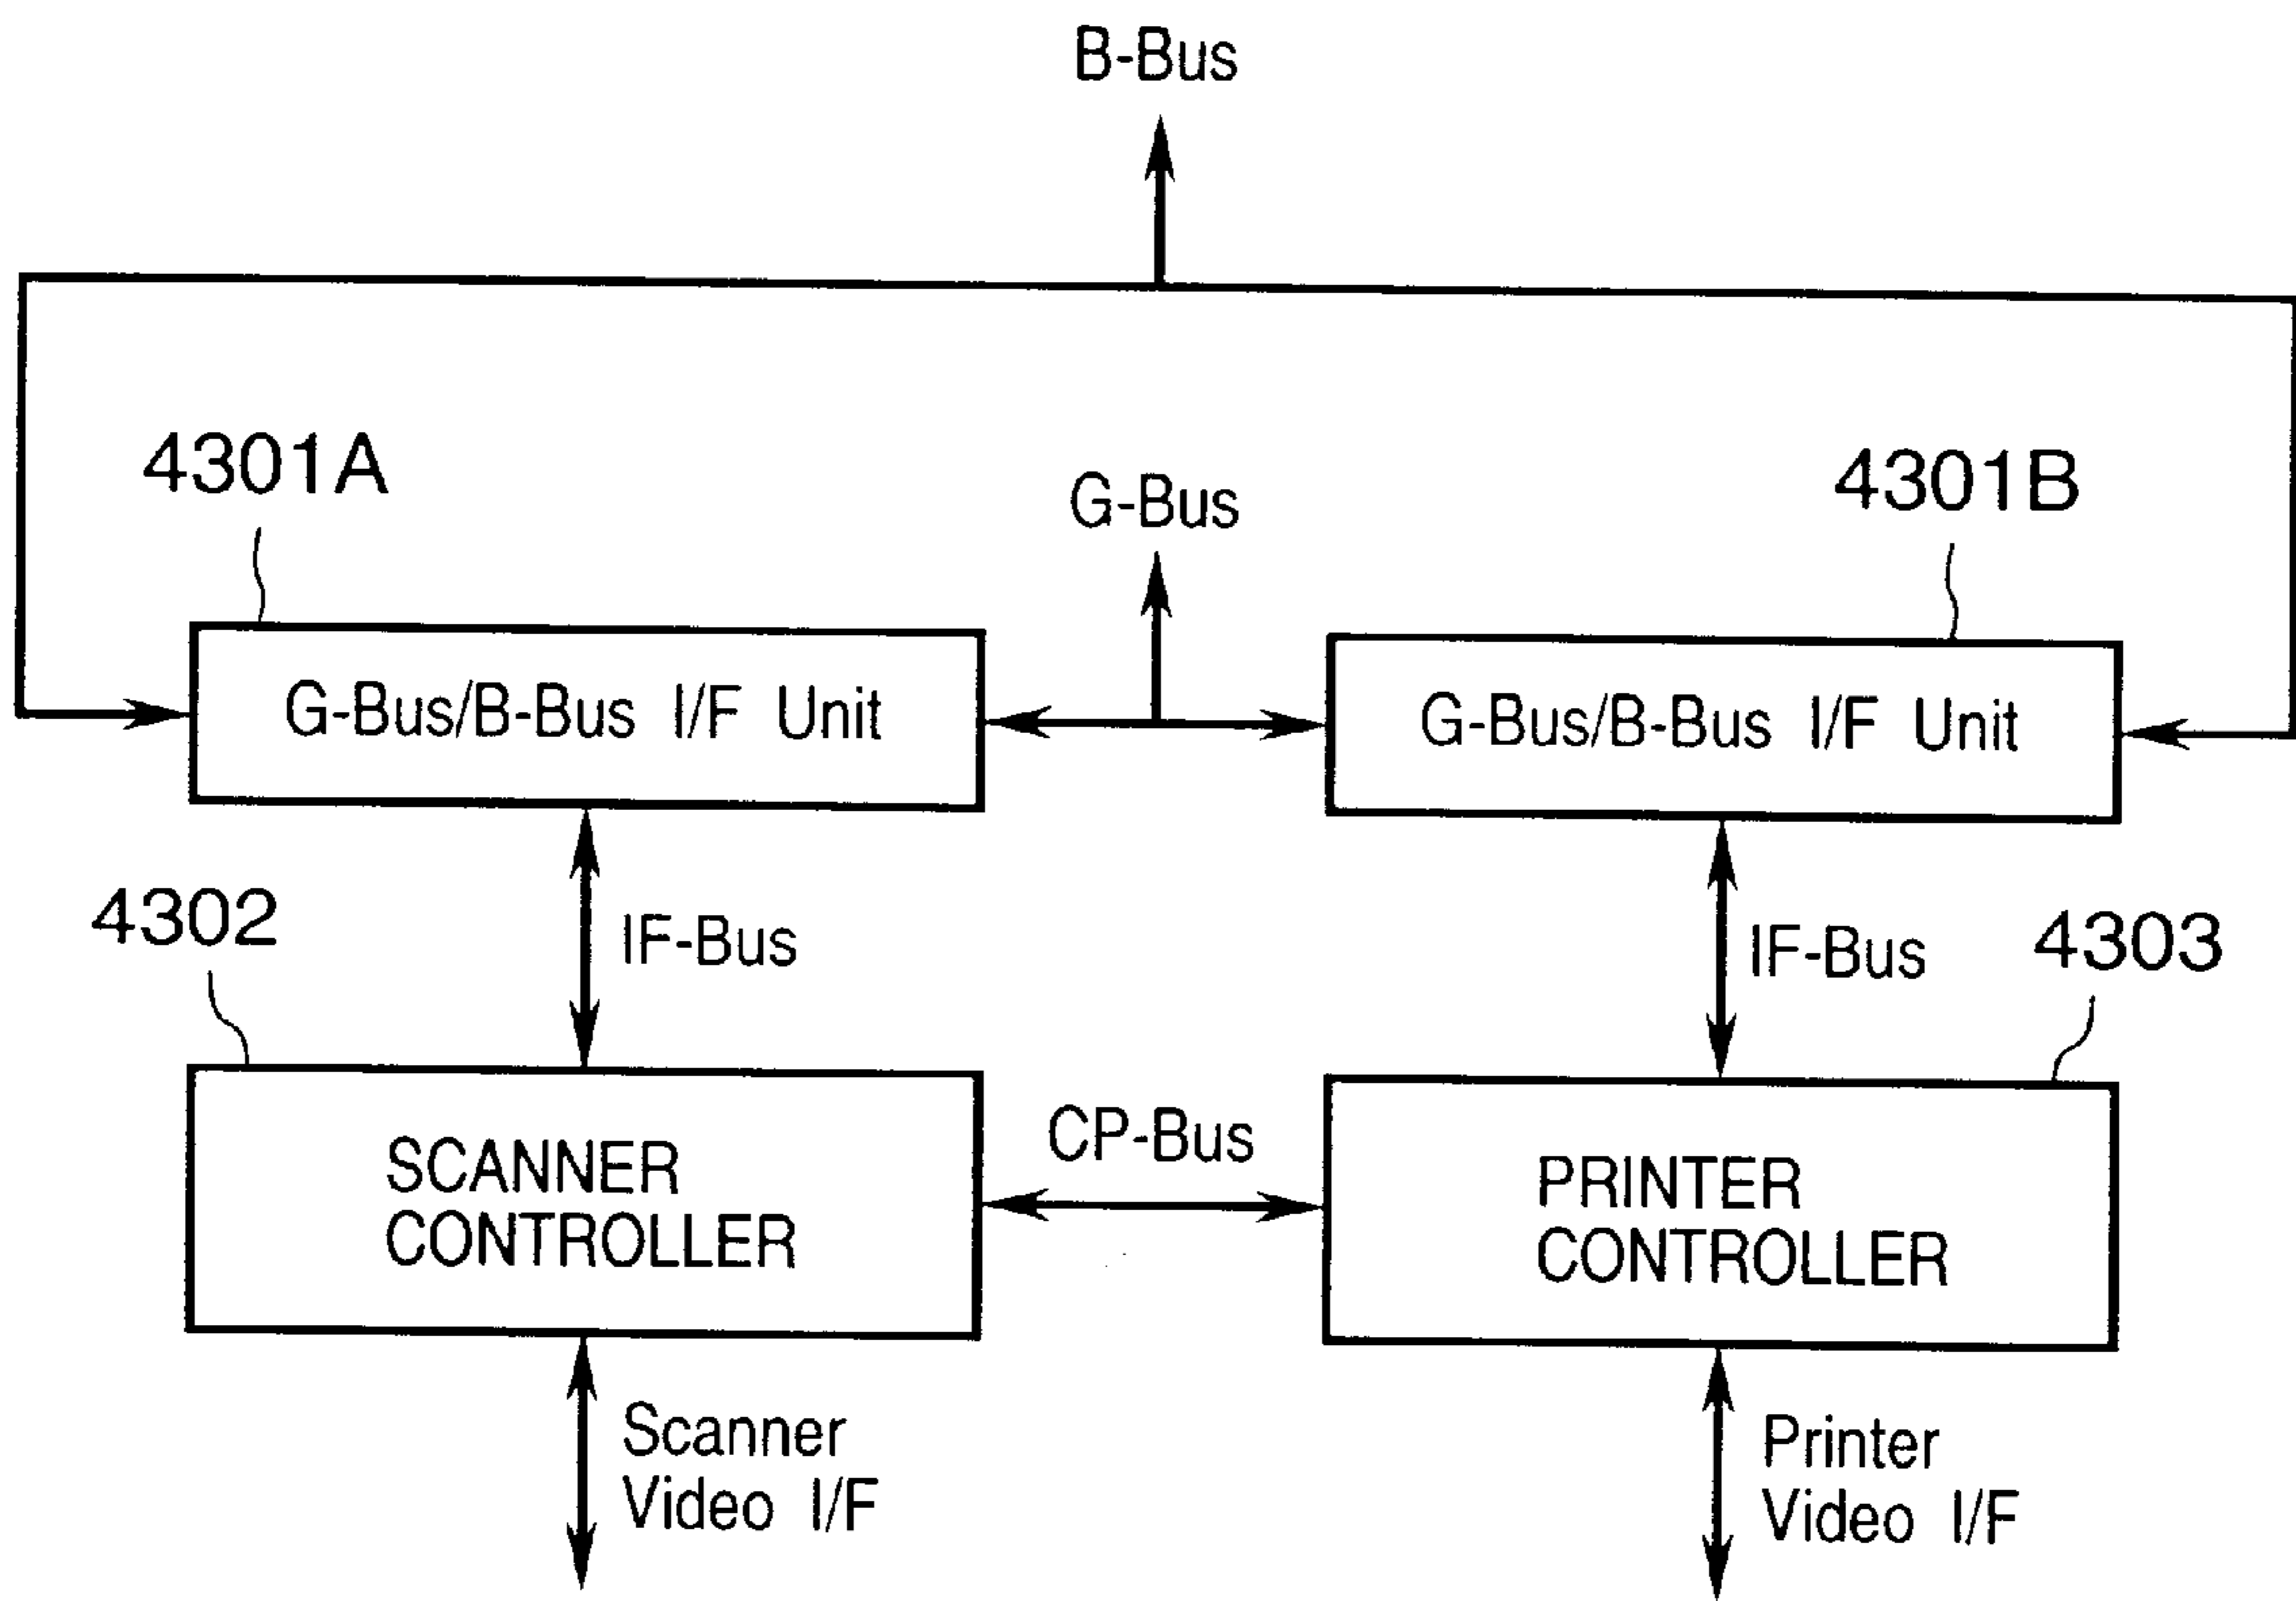 B-Bus
4301A
G-Bus
4301B
G-Bus/B-Bus I/F Unit
G-Bus/B-Bus I/F Unit
4302
IF-Bus
IF-Bus
4303
SCANNER
CONTROLLER
CP-Bus
PRINTER
CONTROLLER
Scanner
Video I/F
Printer
Video I/F